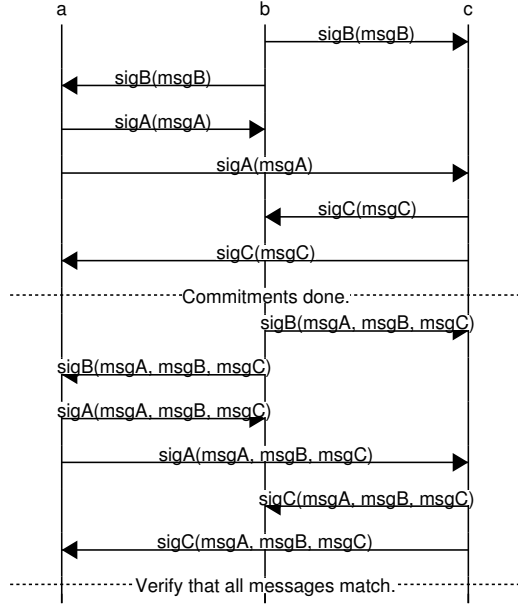 a b c
sigB(msgB)
sigB(msgB)
sigA(msgA)
sigA(msgA)
sigC(msgC)
sigC(msgC)
Commitments done.
sigB(msgA, msgB, msgC)
sigB(msgA, msgB, msgC)
sigA(msgA, msgB, msgC)
sigA(msgA, msgB, msgC)
sigC(msgA, msgB, msgC)
sigC(msgA, msgB, msgC)
Verify that all messages match.